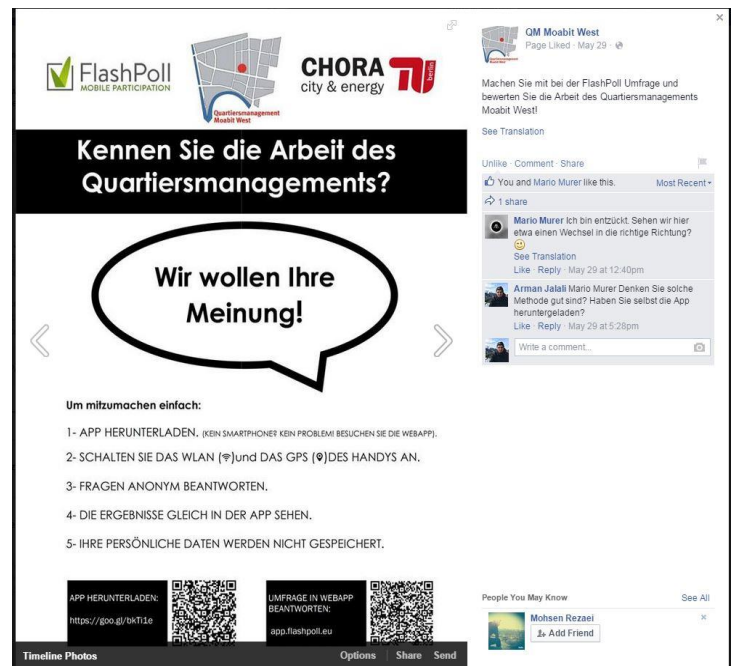 FlashPoll
MOBILE PARTICIPATION
Quartiersmanagement
Moabit West
CHORA
city & energy
berlin
Kennen Sie die Arbeit des
Quartiersmanagements?
Wir wollen Ihre
Meinung!
Um mitzumachen einfach:
1- APP HERUNTERLADEN. (KEIN SMARTPHONE? KEIN PROBLEM! BESUCHEN SIE DIE WEBAPP).
2- SCHALTEN SIE DAS WLAN ()und DAS GPS ()DES HANDYS AN.
3- FRAGEN ANONYM BEANTWORTEN.
4- DIE ERGEBNISSE GLEICH IN DER APP SEHEN.
5- IHRE PERSÖNLICHE DATEN WERDEN NICHT GESPEICHERT.
APP HERUNTERLADEN:
https://goo.gl/bkTi1e
UMFRAGE IN WEBAPP
BEANTWORTEN:
app.flashpoll.eu
Timeline Photos
Options Share Send
QM Moabit West
Page Liked · May 29 ·
Machen Sie mit bei der FlashPoll Umfrage und
bewerten Sie die Arbeit des Quartiersmanagements
Moabit West!
See Translation
Unlike · Comment · Share
You and Mario Murer like this.
Most Recent
1 share
Mario Murer Ich bin entzückt. Sehen wir hier
etwa einen Wechsel in die richtige Richtung?
See Translation
Like · Reply · May 29 at 12:40pm
Arman Jalali Mario Murer Denken Sie solche
Methode gut sind? Haben Sie selbst die App
heruntergeladen?
Like · Reply · May 29 at 5:28pm
Write a comment...
People You May Know
See All
Mohsen Rezaei
Add Friend